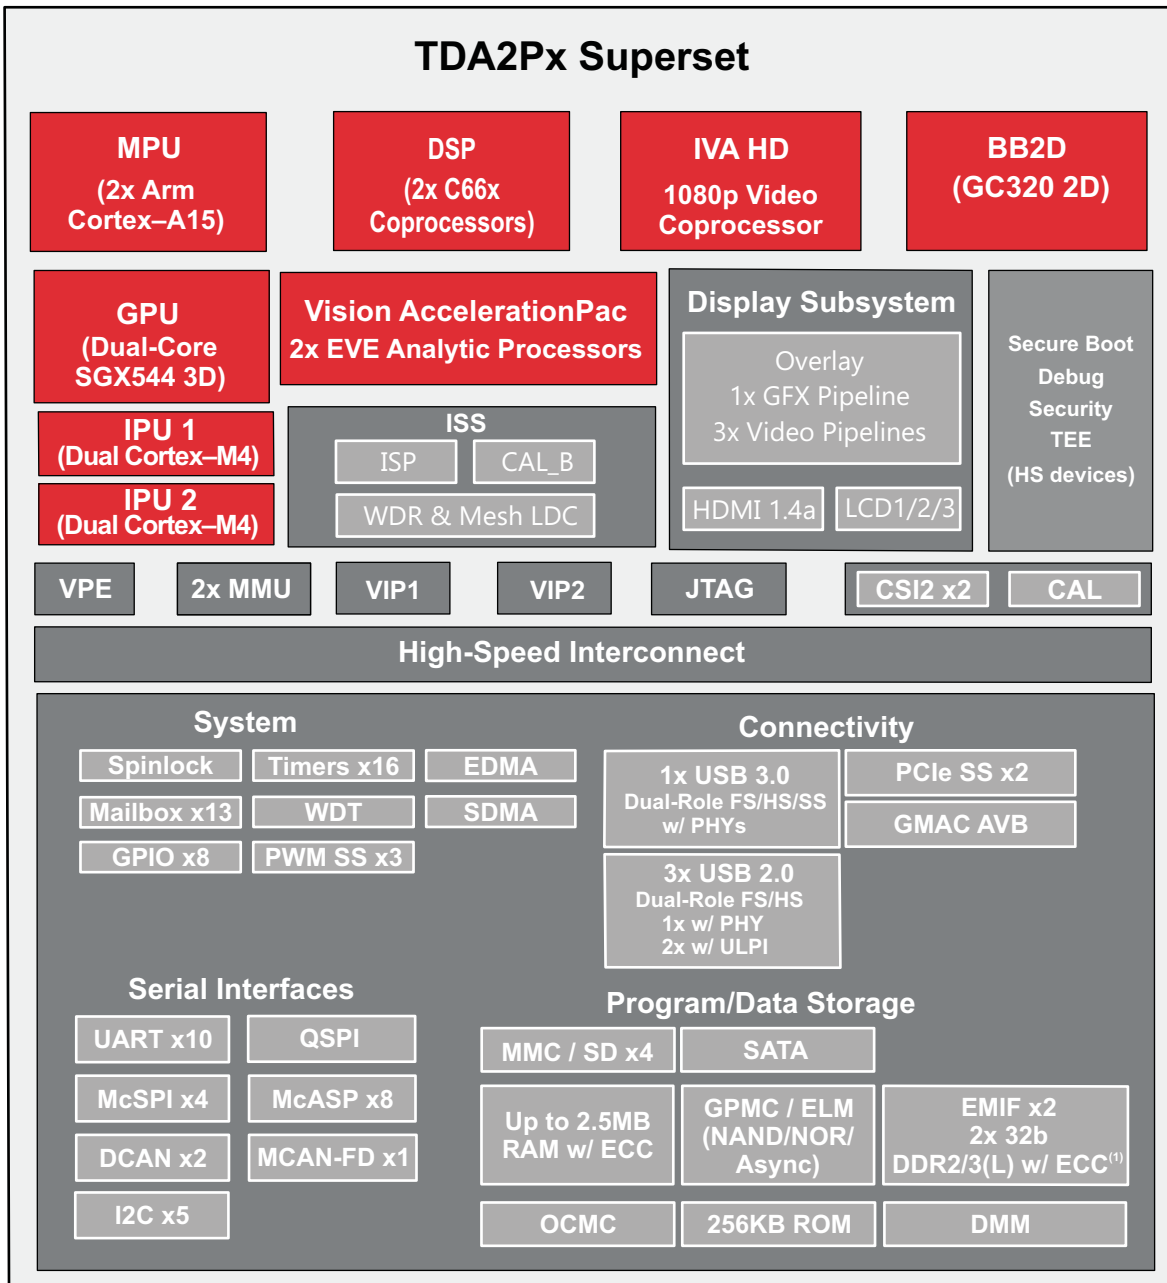 TDA2Px Superset
MPU
(2x Arm
Cortex–A15)
DSP
(2x C66x
Coprocessors)
IVA HD
1080p Video
Coprocessor
BB2D
(GC320 2D)
GPU
(Dual-Core
SGX544 3D)
Vision AccelerationPac
2x EVE Analytic Processors
Display Subsystem
Overlay
1x GFX Pipeline
3x Video Pipelines
HDMI 1.4a
LCD1/2/3
Secure Boot
Debug
Security
TEE
(HS devices)
IPU 1
(Dual Cortex–M4)
IPU 2
(Dual Cortex–M4)
ISS
ISP
CAL_B
WDR & Mesh LDC
VPE
2x MMU
VIP1
VIP2
JTAG
CSI2 x2
CAL
High-Speed Interconnect
System
Spinlock
Timers x16
EDMA
Mailbox x13
WDT
SDMA
GPIO x8
PWM SS x3
Connectivity
1x USB 3.0
Dual-Role FS/HS/SS
w/ PHYs
PCIe SS x2
GMAC AVB
3x USB 2.0
Dual-Role FS/HS
1x w/ PHY
2x w/ ULPI
Serial Interfaces
UART x10
QSPI
McSPI x4
McASP x8
DCAN x2
MCAN-FD x1
I2C x5
Program/Data Storage
MMC / SD x4
SATA
Up to 2.5MB
RAM w/ ECC
GPMC / ELM
(NAND/NOR/
Async)
EMIF x2
2x 32b
DDR2/3(L) w/ ECC(1)
OCMC
256KB ROM
DMM